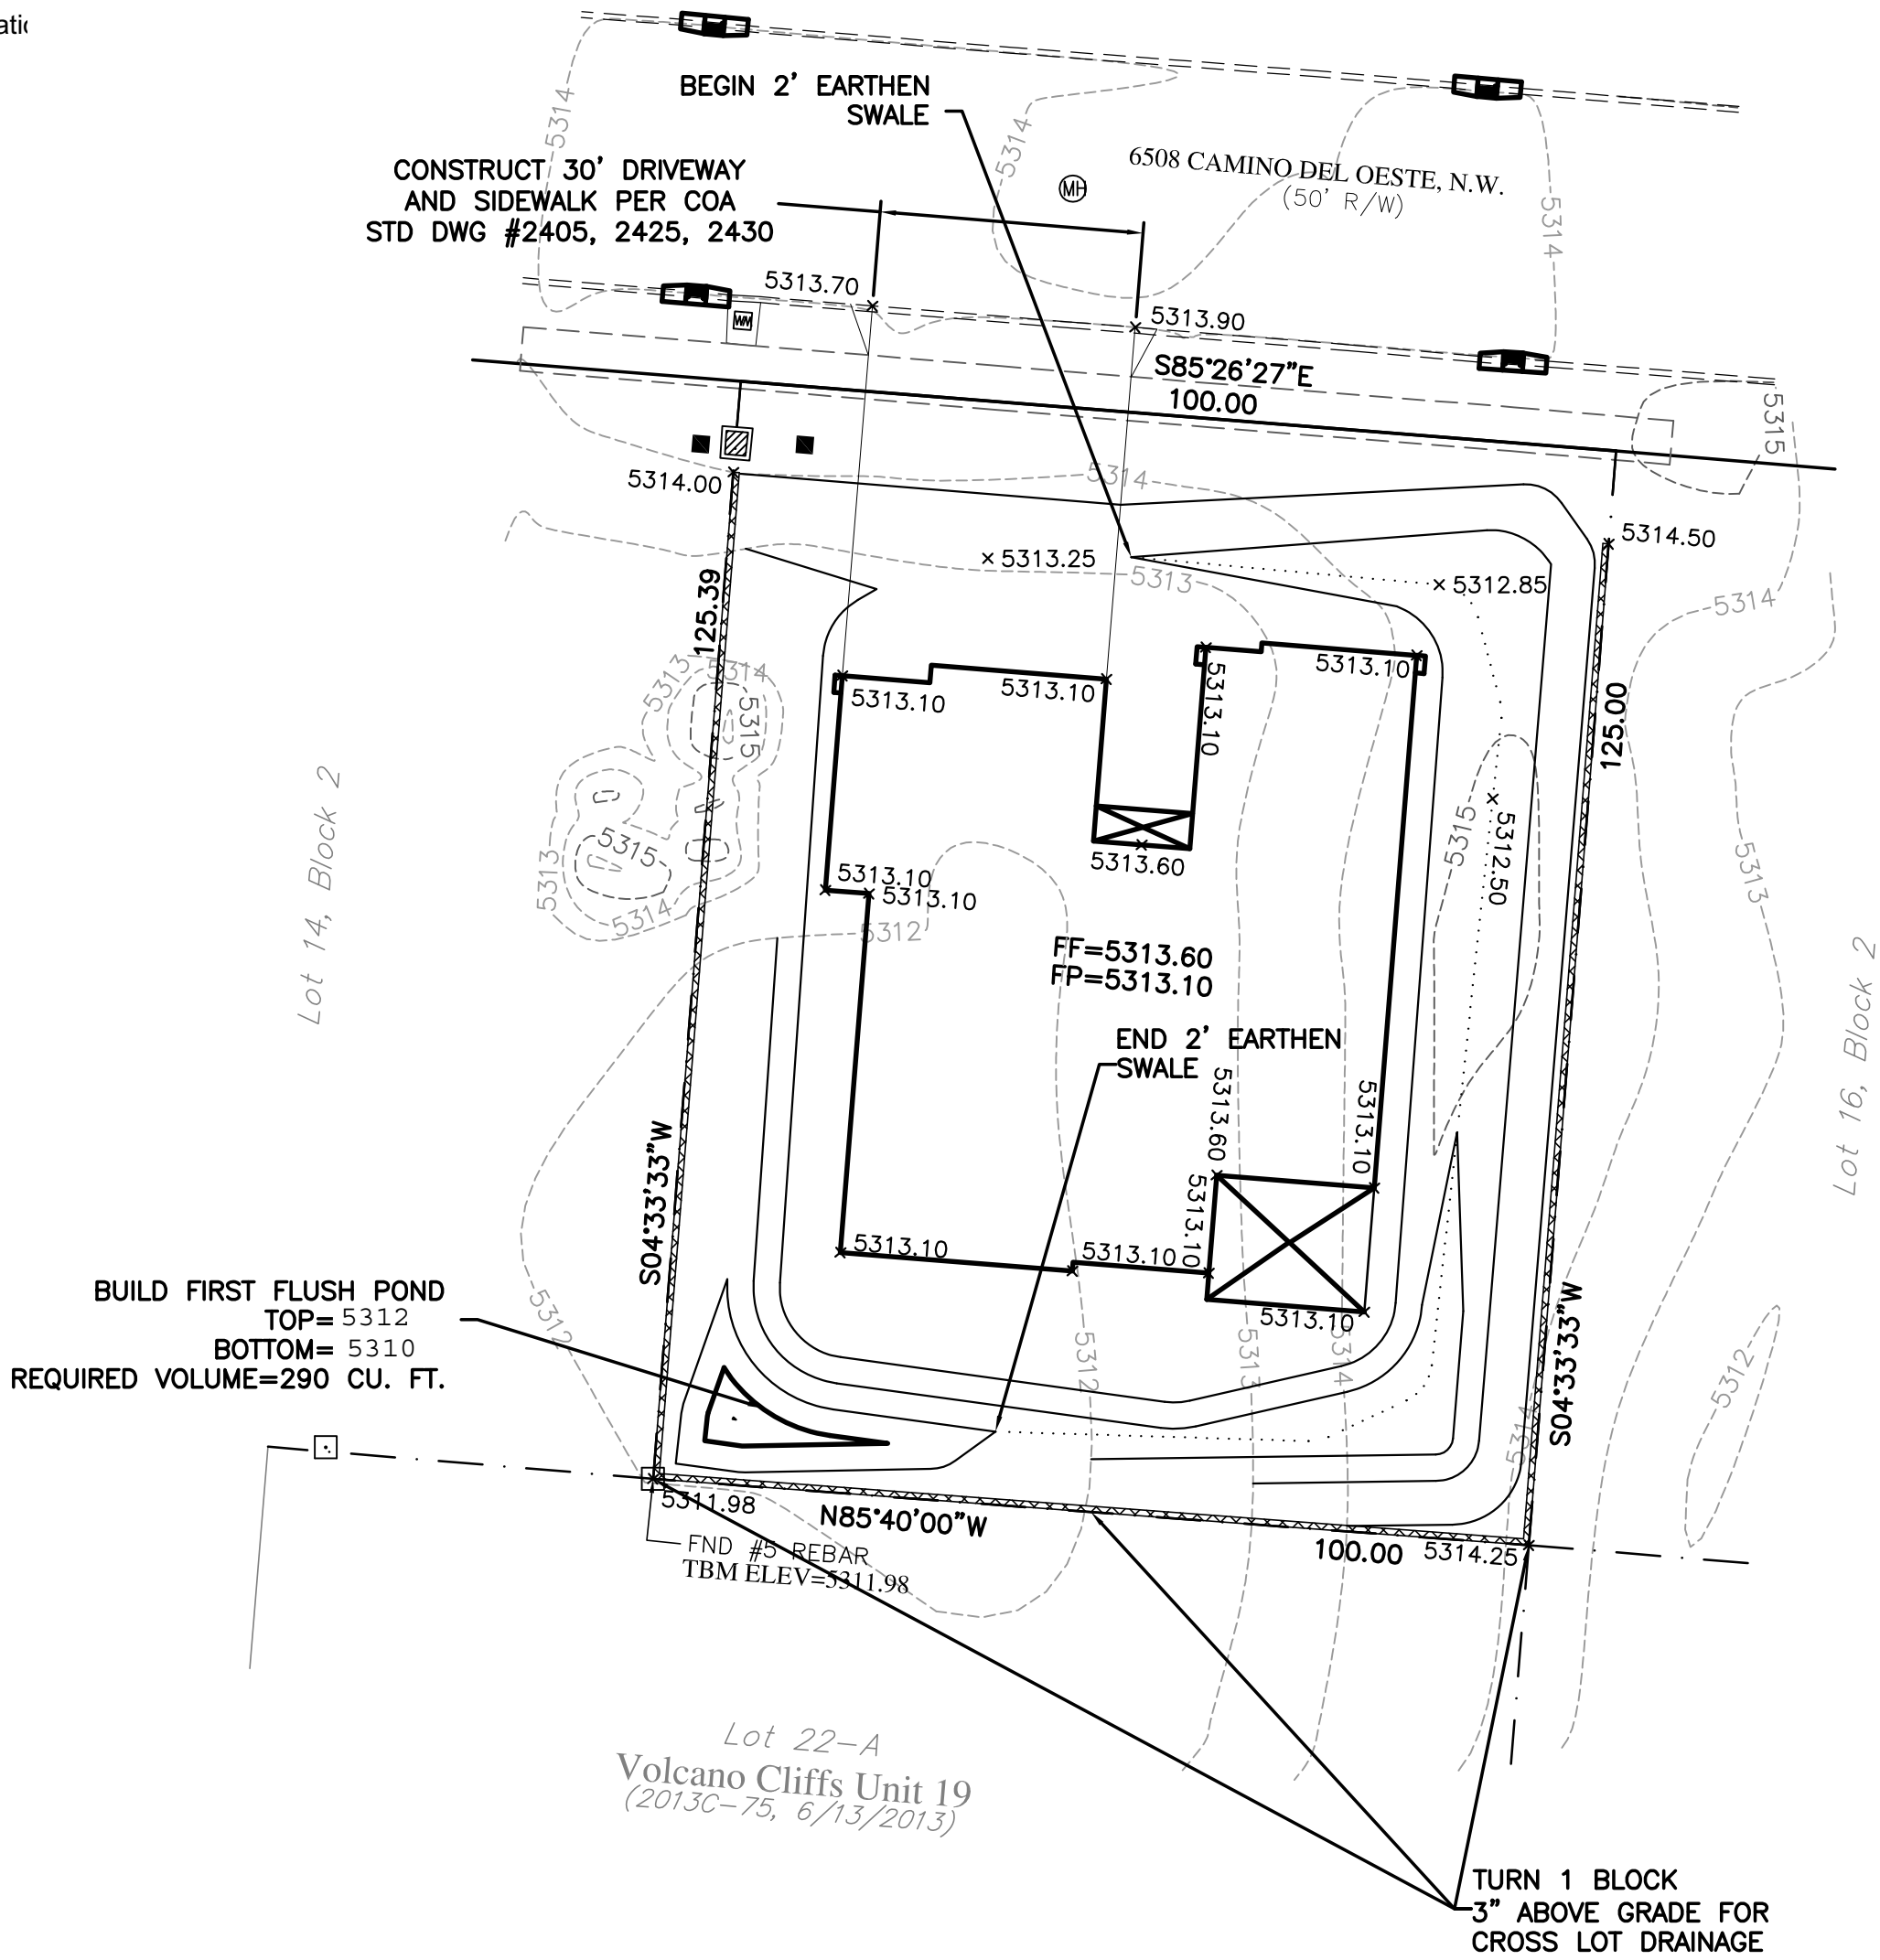 BEGIN 2' EARTHEN
SWALE
5314
5314
6508 CAMINO DEL OESTE, N.W.
(50' R/W)
MH
CONSTRUCT 30' DRIVEWAY
AND SIDEWALK PER COA
STD DWG #2405, 2425, 2430
5314
5313.70
WM
5313.90
S85°26'27"E
100.00
5315
5314.00
5314
5314.50
× 5313.25
5313
× 5312.85
5314
125.39
5313
5314
5315
5313.10
5313.10
5313.10
5313.10
125.00
Lot 14, Block 2
5315
5313
5314
5313.60
5315
5312.50
5313
5313.10
5313.10
5312
FF=5313.60
FP=5313.10
Lot 16, Block 2
END 2' EARTHEN
SWALE
5313.60
5313.10
5313.10
S04°33'33"W
5313.10
5313.10
5313.10
BUILD FIRST FLUSH POND
TOP= 5312
BOTTOM= 5310
REQUIRED VOLUME=290 CU. FT.
5312
5312
5313
5314
S04°33'33"W
5312
5314
5311.98
N85°40'00"W
100.00
5314.25
FND #5 REBAR
TBM ELEV=5311.98
Lot 22-A
Volcano Cliffs Unit 19
(2013C-75, 6/13/2013)
TURN 1 BLOCK
3" ABOVE GRADE FOR
CROSS LOT DRAINAGE